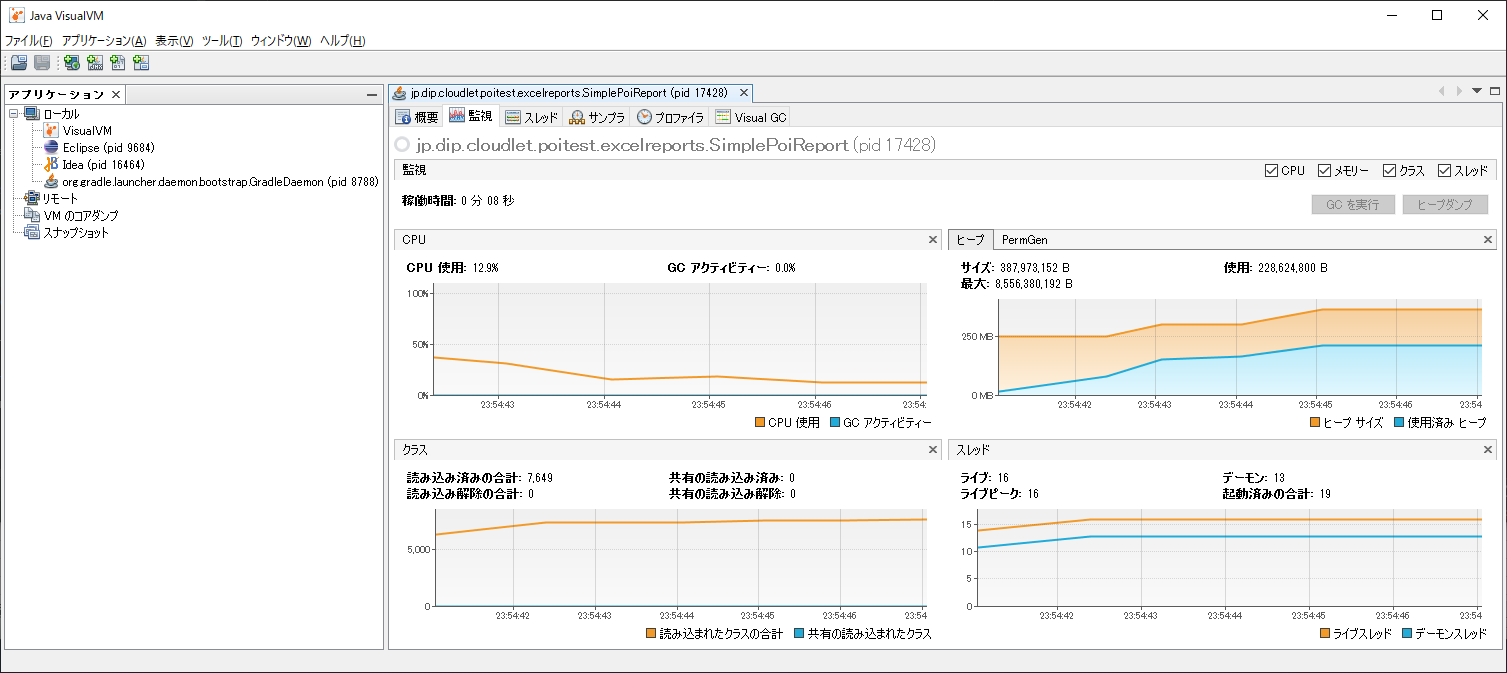 Java VisualVM
ファイル(F) アプリケーション(A) 表示(V) ツール(T) ウィンドウ(W) ヘルプ(H)
アプリケーション
ローカル
VisualVM
Eclipse (pid 9684)
Idea (pid 16464)
org.gradle.launcher.daemon.bootstrap.GradleDaemon (pid 8788)
リモート
VM のコアダンプ
スナップショット
jp.dip.cloudlet.poitest.excelreports.SimplePoiReport (pid 17428)
概要 監視 スレッド サンプラ プロファイラ Visual GC
jp.dip.cloudlet.poitest.excelreports.SimplePoiReport (pid 17428)
監視 CPU メモリー クラス スレッド
稼働時間: 0 分 08 秒
GC を実行 ヒープダンプ
CPU
CPU 使用: 12.9% GC アクティビティー: 0.0%
100%
50%
0%
23:54:43 23:54:44 23:54:45 23:54:46 23:54:
CPU 使用 GC アクティビティー
ヒープ PermGen
サイズ: 387,973,152 B 使用: 228,624,800 B
最大: 8,556,380,192 B
250 MB
0 MB
23:54:42 23:54:43 23:54:44 23:54:45 23:54:46 23:54
ヒープ サイズ 使用済み ヒープ
クラス
読み込み済みの合計: 7,649 共有の読み込み済み: 0
読み込み解除の合計: 0 共有の読み込み解除: 0
5,000
0
23:54:42 23:54:43 23:54:44 23:54:45 23:54:46 23:54
読み込まれたクラスの合計 共有の読み込まれたクラス
スレッド
ライブ: 16 デーモン: 13
ライブピーク: 16 起動済みの合計: 19
15
10
5
0
23:54:42 23:54:43 23:54:44 23:54:45 23:54:46 23:54
ライブスレッド デーモンスレッド